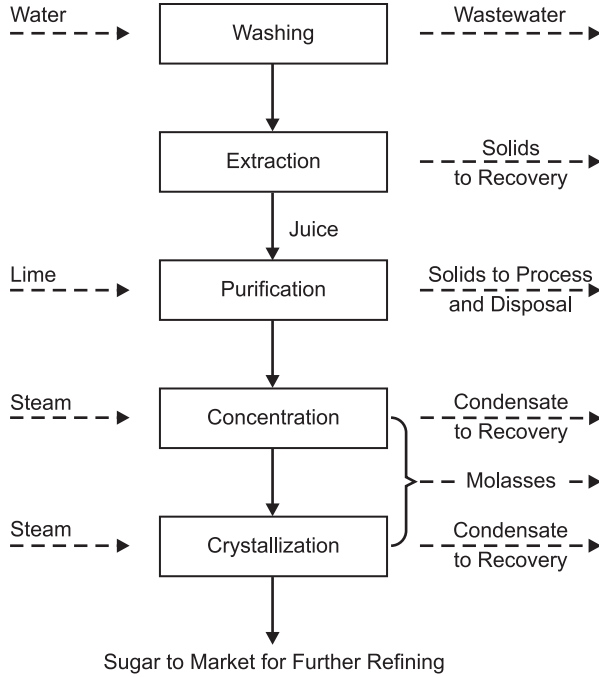 Water
Washing
Wastewater
Extraction
Solids
to Recovery
Juice
Lime
Purification
Solids to Process
and Disposal
Steam
Concentration
Condensate
to Recovery
Molasses
Steam
Crystallization
Condensate
to Recovery
Sugar to Market for Further Refining